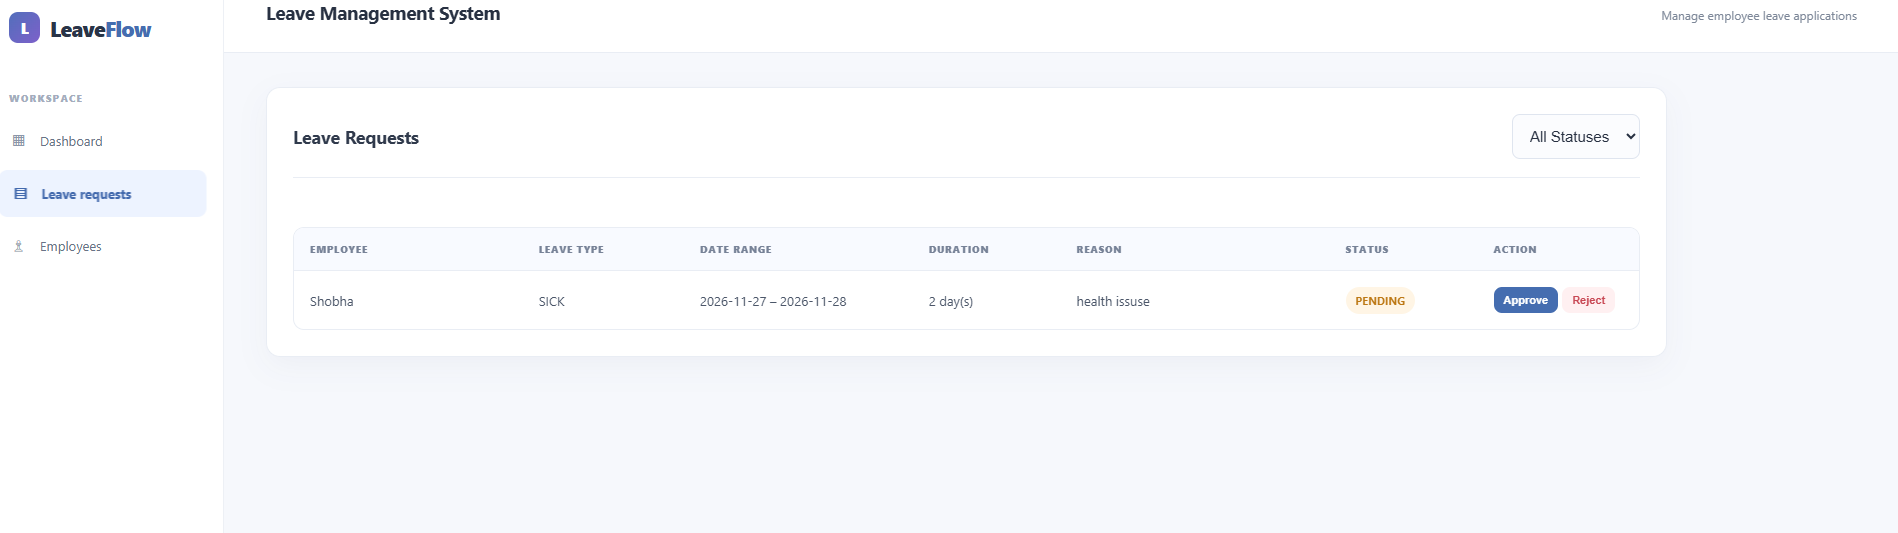 L LeaveFlow
Leave Management System
Manage employee leave applications
WORKSPACE
Dashboard
Leave requests
Employees
Leave Requests
All Statuses
EMPLOYEE LEAVE TYPE DATE RANGE DURATION REASON STATUS ACTION
Shobha SICK 2026-11-27 – 2026-11-28 2 day(s) health issuse PENDING Approve Reject